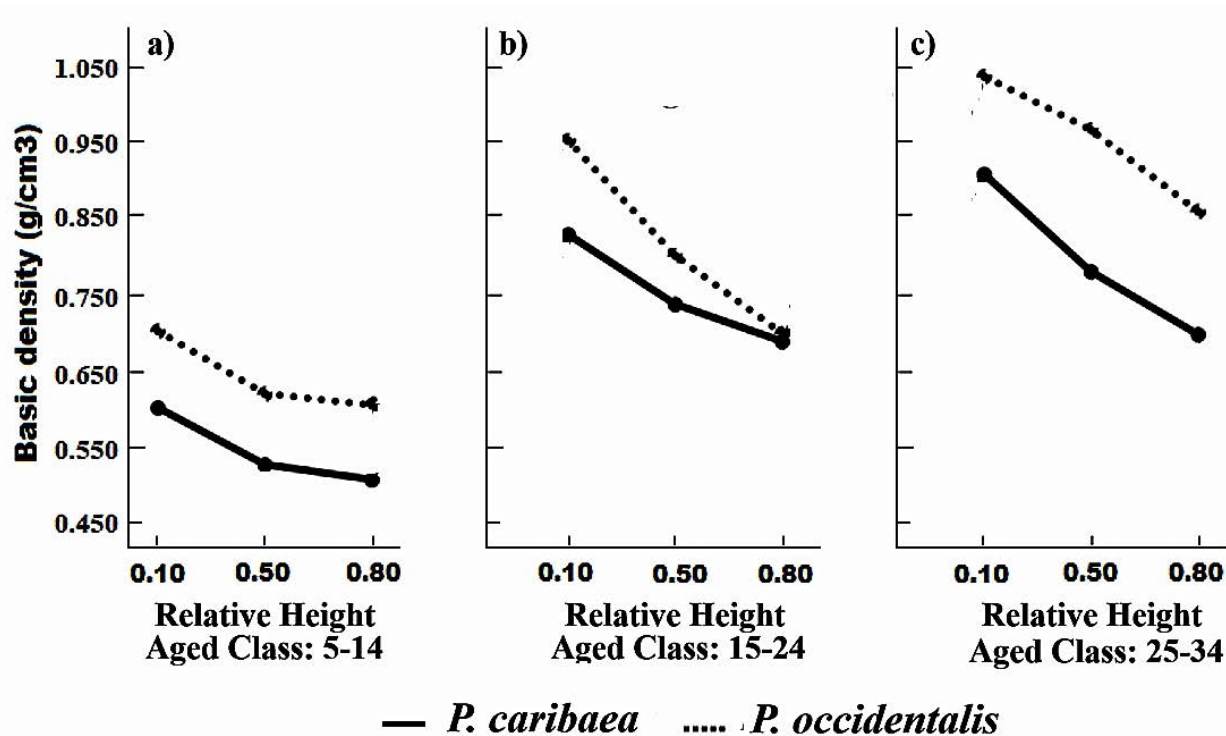 a)
b)
c)
Basic density (g/cm3)
1.050
0.950
0.850
0.750
0.650
0.550
0.450
0.10 0.50 0.80
0.10 0.50 0.80
0.10 0.50 0.80
Relative Height
Aged Class: 5-14
Relative Height
Aged Class: 15-24
Relative Height
Aged Class: 25-34
P. caribaea
P. occidentalis